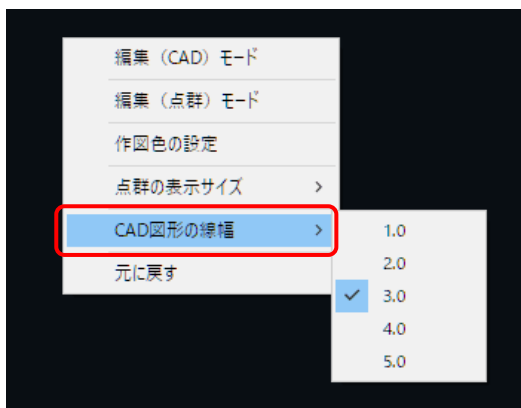 編集（CAD）モード
編集（点群）モード
作図色の設定
点群の表示サイズ
CAD図形の線幅
元に戻す
1.0
2.0
3.0
4.0
5.0